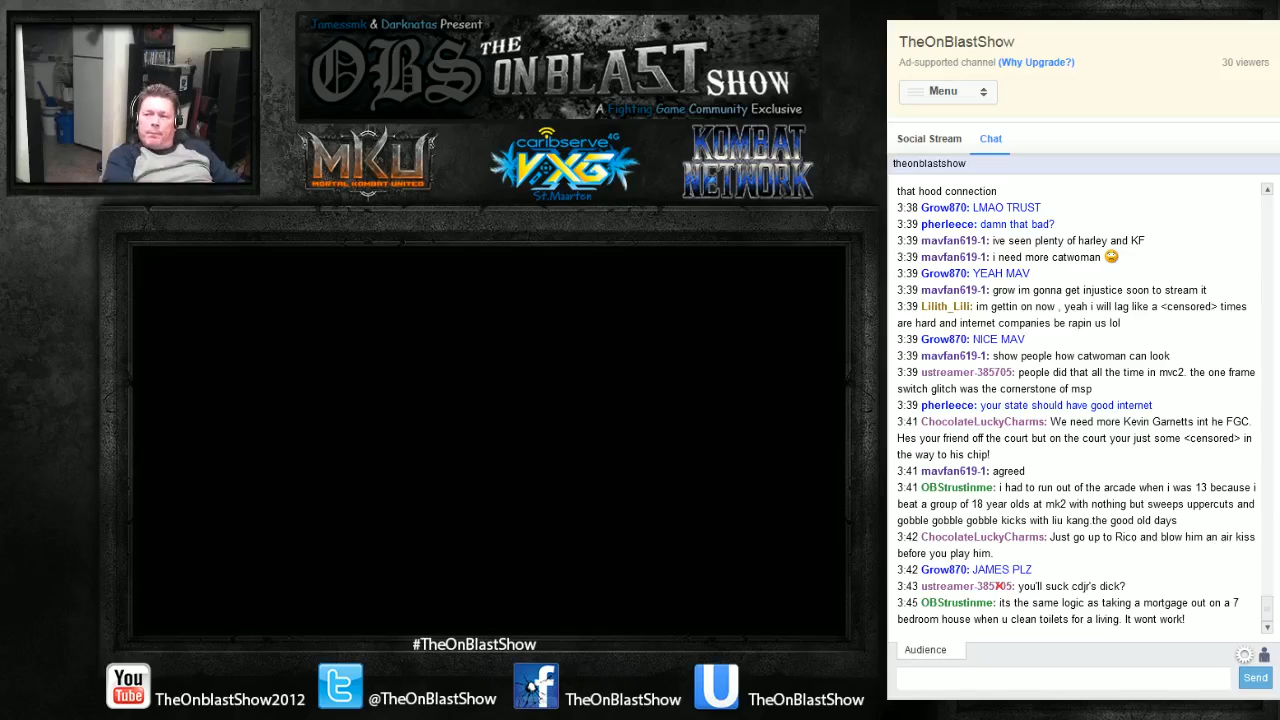 Jamessmk & Darknatas Present
OBS THE ON BLAST SHOW
A Fighting Game Community Exclusive
MKU
MORTAL KOMBAT UNITED
caribserve 4G
VXG
St.Maarten
KOMBAT
NETWORK
#TheOnBlastShow
You Tube TheOnblastShow2012
@TheOnBlastShow
TheOnBlastShow
TheOnBlastShow
TheOnBlastShow
Ad-supported channel (Why Upgrade?) 30 viewers
Menu
Social Stream Chat
theonblastshow
that hood connection
3:38 Grow870: LMAO TRUST
3:39 pherleece: damn that bad?
3:39 mavfan619-1: ive seen plenty of harley and KF
3:39 mavfan619-1: i need more catwoman
3:39 Grow870: YEAH MAV
3:39 mavfan619-1: grow im gonna get injustice soon to stream it
3:39 Lilith_Lili: im gettin on now , yeah i will lag like a <censored> times
are hard and internet companies be rapin us lol
3:39 Grow870: NICE MAV
3:39 mavfan619-1: show people how catwoman can look
3:39 ustreamer-385705: people did that all the time in mvc2. the one frame
switch glitch was the cornerstone of msp
3:39 pherleece: your state should have good internet
3:41 ChocolateLuckyCharms: We need more Kevin Garnetts int he FGC.
Hes your friend off the court but on the court your just some <censored> in
the way to his chip!
3:41 mavfan619-1: agreed
3:41 OBStrustinme: i had to run out of the arcade when i was 13 because i
beat a group of 18 year olds at mk2 with nothing but sweeps uppercuts and
gobble gobble gobble kicks with liu kang.the good old days
3:42 ChocolateLuckyCharms: Just go up to Rico and blow him an air kiss
before you play him.
3:42 Grow870: JAMES PLZ
3:43 ustreamer-385705: you'll suck cdjr's dick?
3:45 OBStrustinme: its the same logic as taking a mortgage out on a 7
bedroom house when u clean toilets for a living. It wont work!
Audience
Send